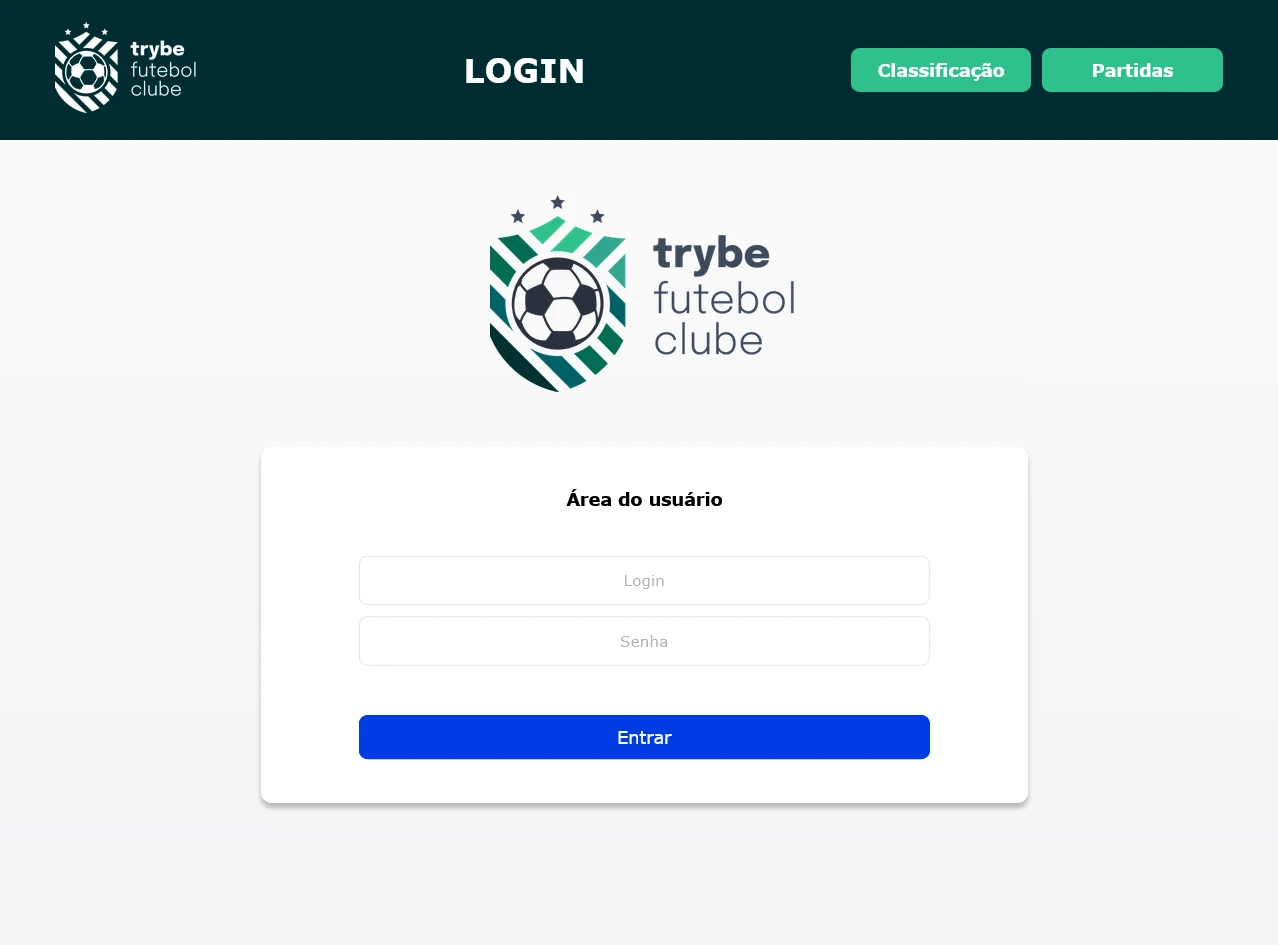 trybe
futebol
clube
LOGIN
Classificação
Partidas
trybe
futebol
clube
Área do usuário
Login
Senha
Entrar